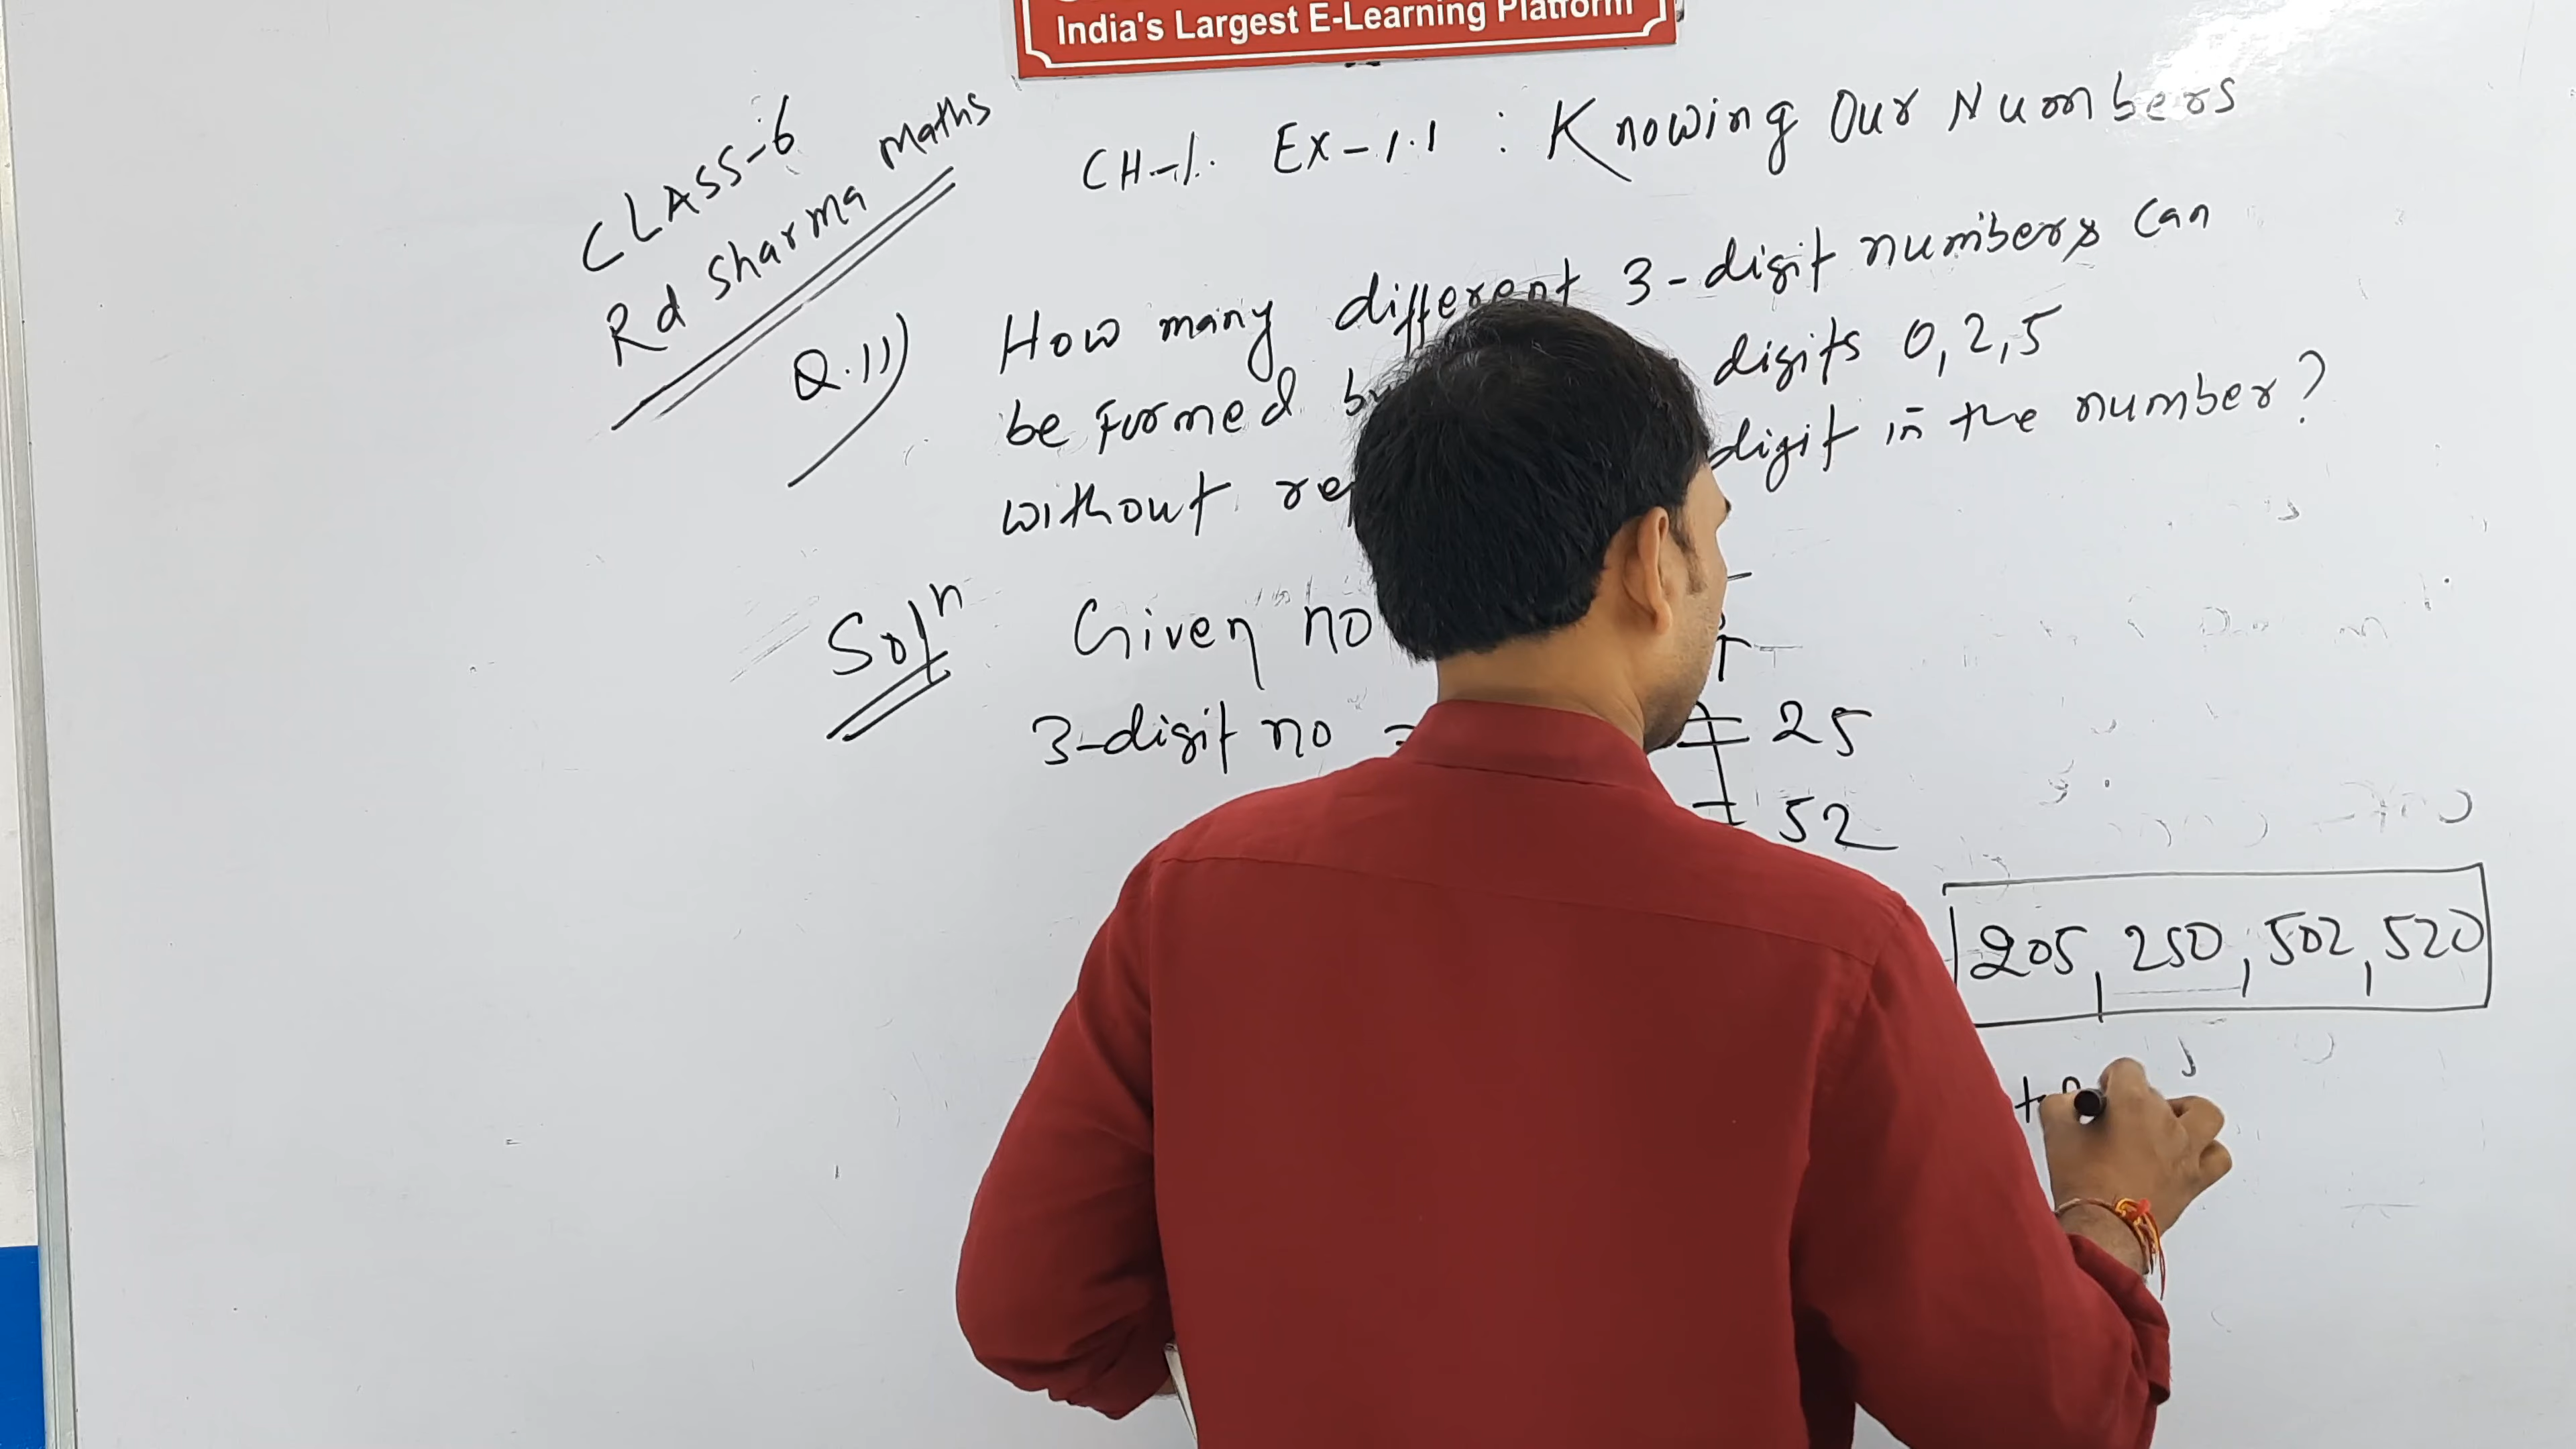 India's Largest E-Learning Platform
CLASS-6
Rd Sharma Maths
CH-1. Ex-1.1 : Knowing Our Numbers
Q.11) How many different 3-digit numbers can
be formed digits 0,2,5
without digit in the number?
Solⁿ Given no
3-digit no = 25
52
205, 250, 502, 520